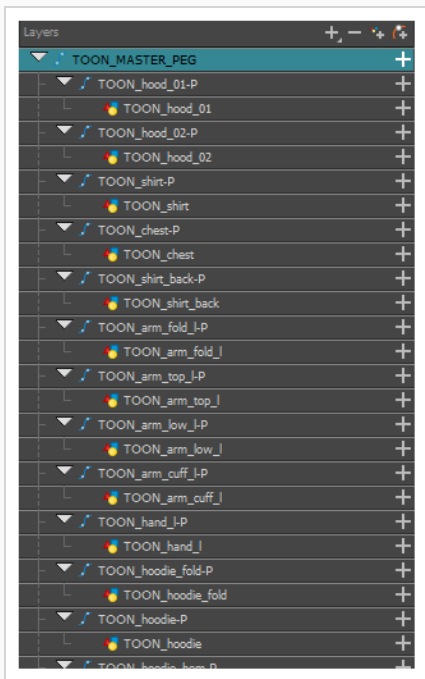 Layers
TOON_MASTER_PEG
TOON_hood_01-P
TOON_hood_01
TOON_hood_02-P
TOON_hood_02
TOON_shirt-P
TOON_shirt
TOON_chest-P
TOON_chest
TOON_shirt_back-P
TOON_shirt_back
TOON_arm_fold_l-P
TOON_arm_fold_l
TOON_arm_top_l-P
TOON_arm_top_l
TOON_arm_low_l-P
TOON_arm_low_l
TOON_arm_cuff_l-P
TOON_arm_cuff_l
TOON_hand_l-P
TOON_hand_l
TOON_hoodie_fold-P
TOON_hoodie_fold
TOON_hoodie-P
TOON_hoodie
TOON_hoodie_hem-P